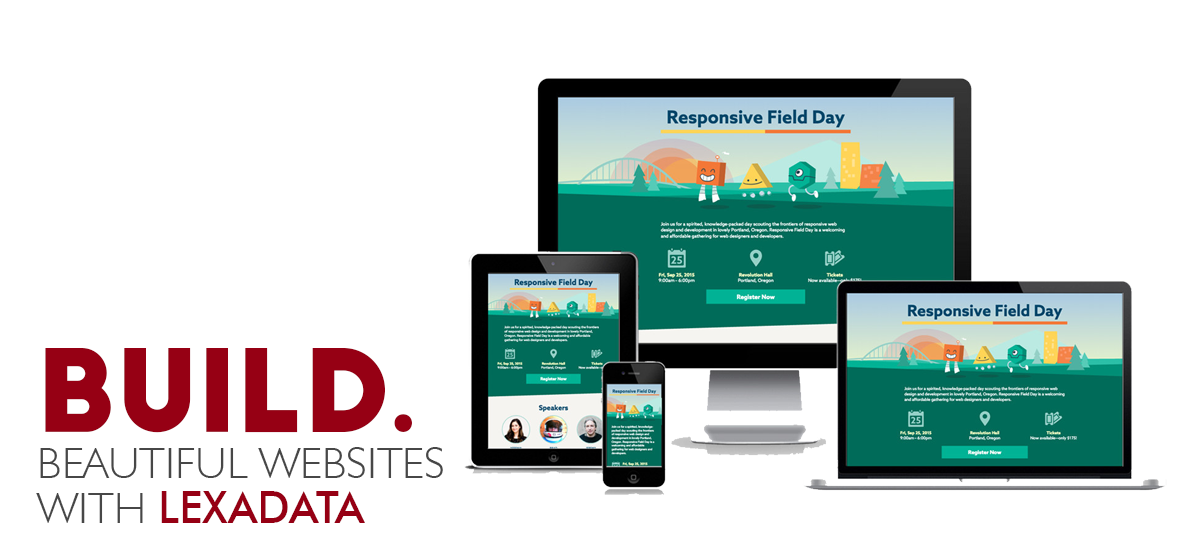 BUILD.
BEAUTIFUL WEBSITES
WITH LEXADATA
Responsive Field Day
Join us for a spirited, knowledge-packed day scouting the frontiers of responsive web
design and development in lovely Portland, Oregon. Responsive Field Day is a welcoming
and affordable gathering for web designers and developers.
25
Fri, Sep 25, 2015
9:00am - 6:00pm
Revolution Hall
Portland, Oregon
Tickets
Now available—only $175!
Register Now
Responsive Field Day
Join us for a spirited, knowledge-packed day scouting the frontiers
of responsive web design and development in lovely Portland,
Oregon. Responsive Field Day is a welcoming and affordable
gathering for web designers and developers.
25
Fri, Sep 25, 2015
9:00am - 6:00pm
Revolution Hall
Portland, Oregon
Tickets
Now available—only $175!
Register Now
Speakers
Responsive Field Day
Join us for a spirited, knowledge-
packed day scouting the frontiers of
responsive web design and
development in lovely Portland,
Oregon. Responsive Field Day is a
welcoming and affordable
gathering for web designers and
developers.
Fri, Sep 25, 2015
Responsive Field Day
Join us for a spirited, knowledge-packed day scouting the frontiers of responsive web
design and development in lovely Portland, Oregon. Responsive Field Day is a welcoming
and affordable gathering for web designers and developers.
25
Fri, Sep 25, 2015
9:00am - 6:00pm
Revolution Hall
Portland, Oregon
Tickets
Now available—only $175!
Register Now